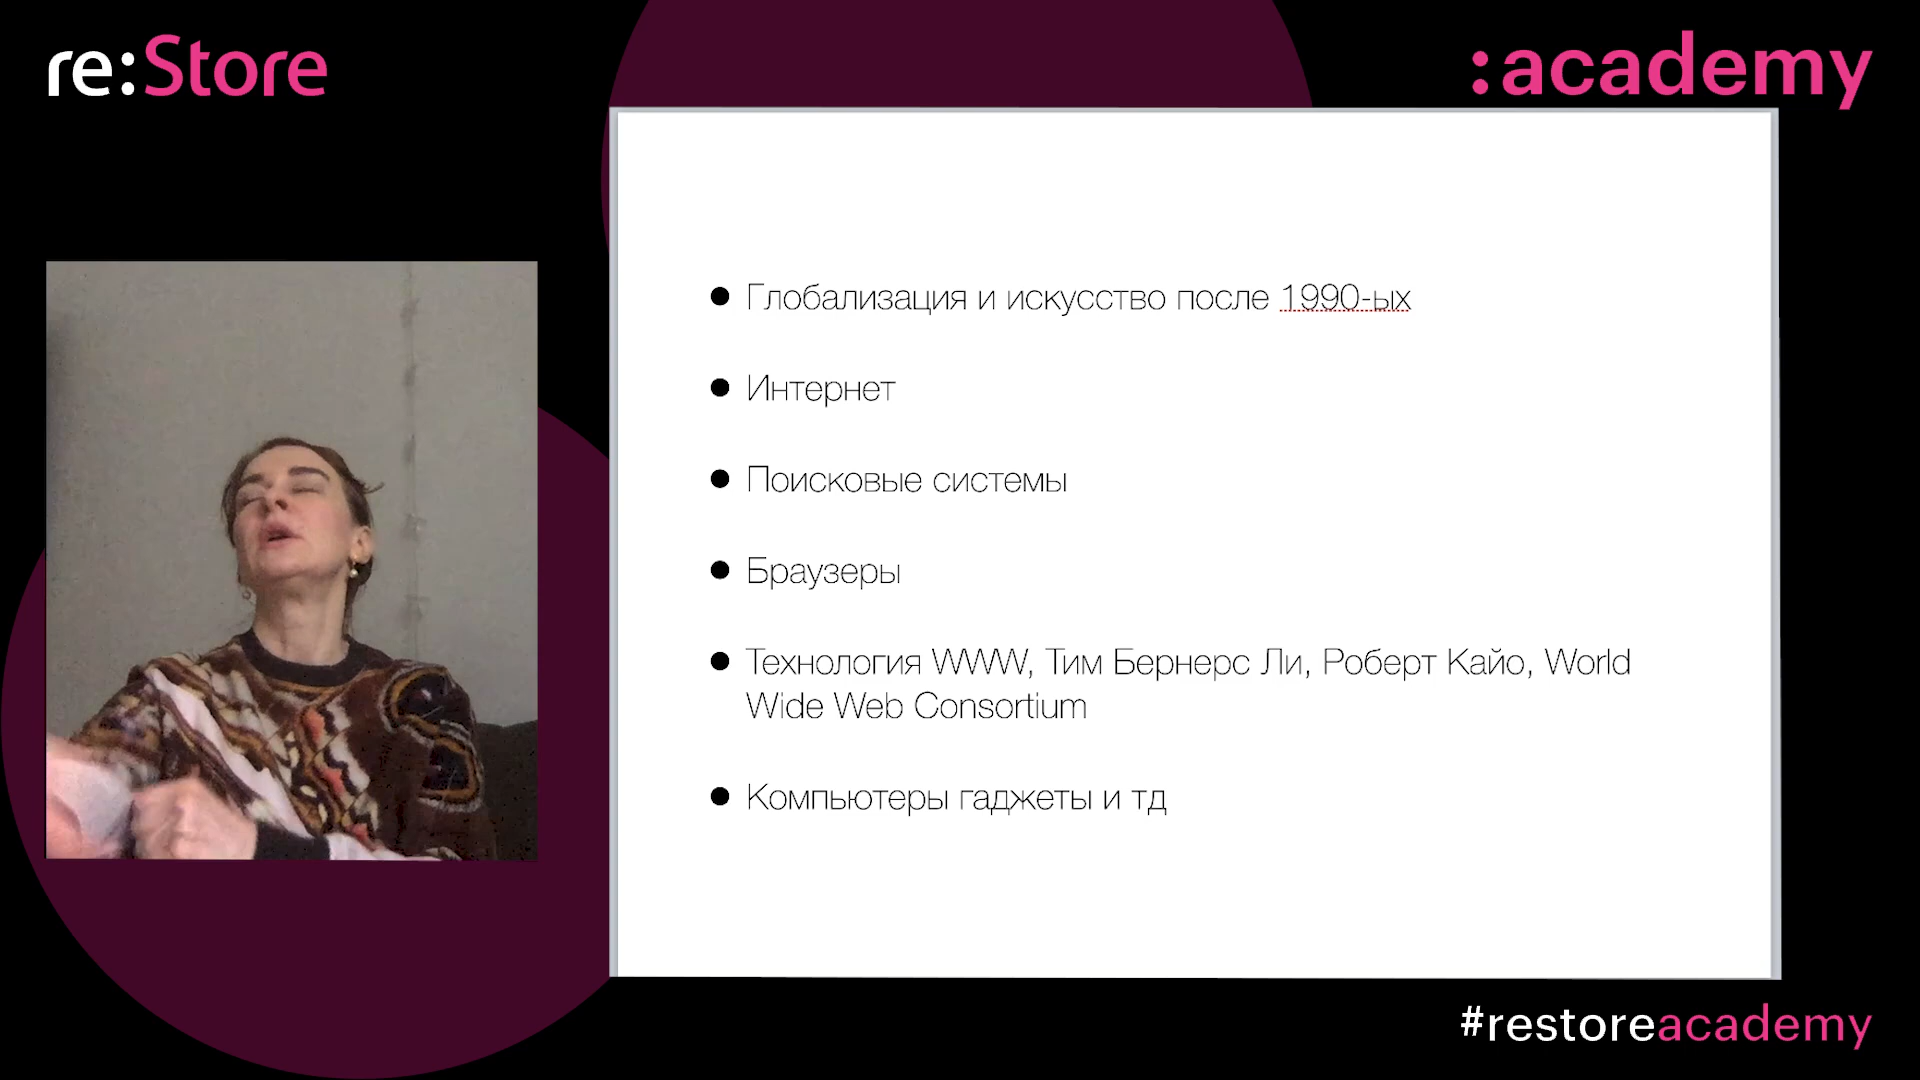 re:Store
:academy
Глобализация и искусство после 1990-ых
Интернет
Поисковые системы
Браузеры
Технология WWW, Тим Бернерс Ли, Роберт Кайо, World
Wide Web Consortium
Компьютеры гаджеты и тд
#restoreacademy